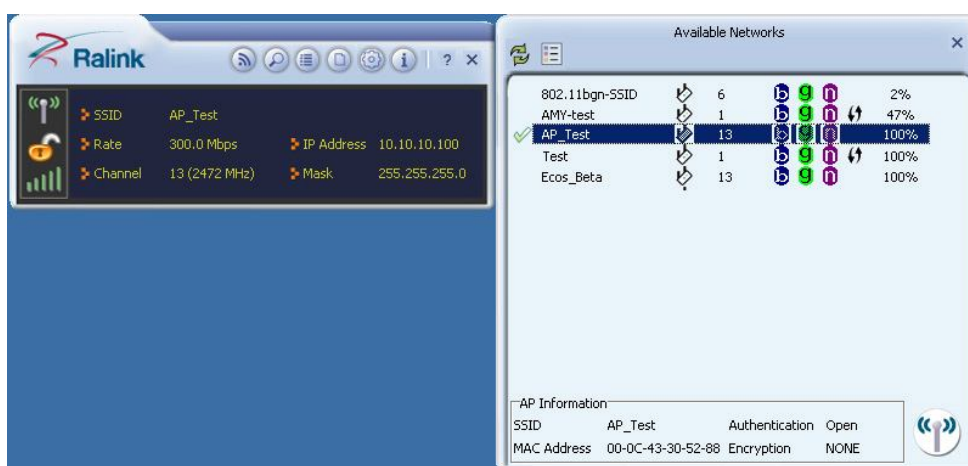 Ralink
? ×
SSID AP_Test
Rate 300.0 Mbps IP Address 10.10.10.100
Channel 13 (2472 MHz) Mask 255.255.255.0
Available Networks
×
802.11bgn-SSID 6 b g n 2%
AMY-test 1 b g n 47%
AP_Test 13 b g n 100%
Test 1 b g n 100%
Ecos_Beta 13 b g n 100%
AP Information
SSID AP_Test Authentication Open
MAC Address 00-0C-43-30-52-88 Encryption NONE